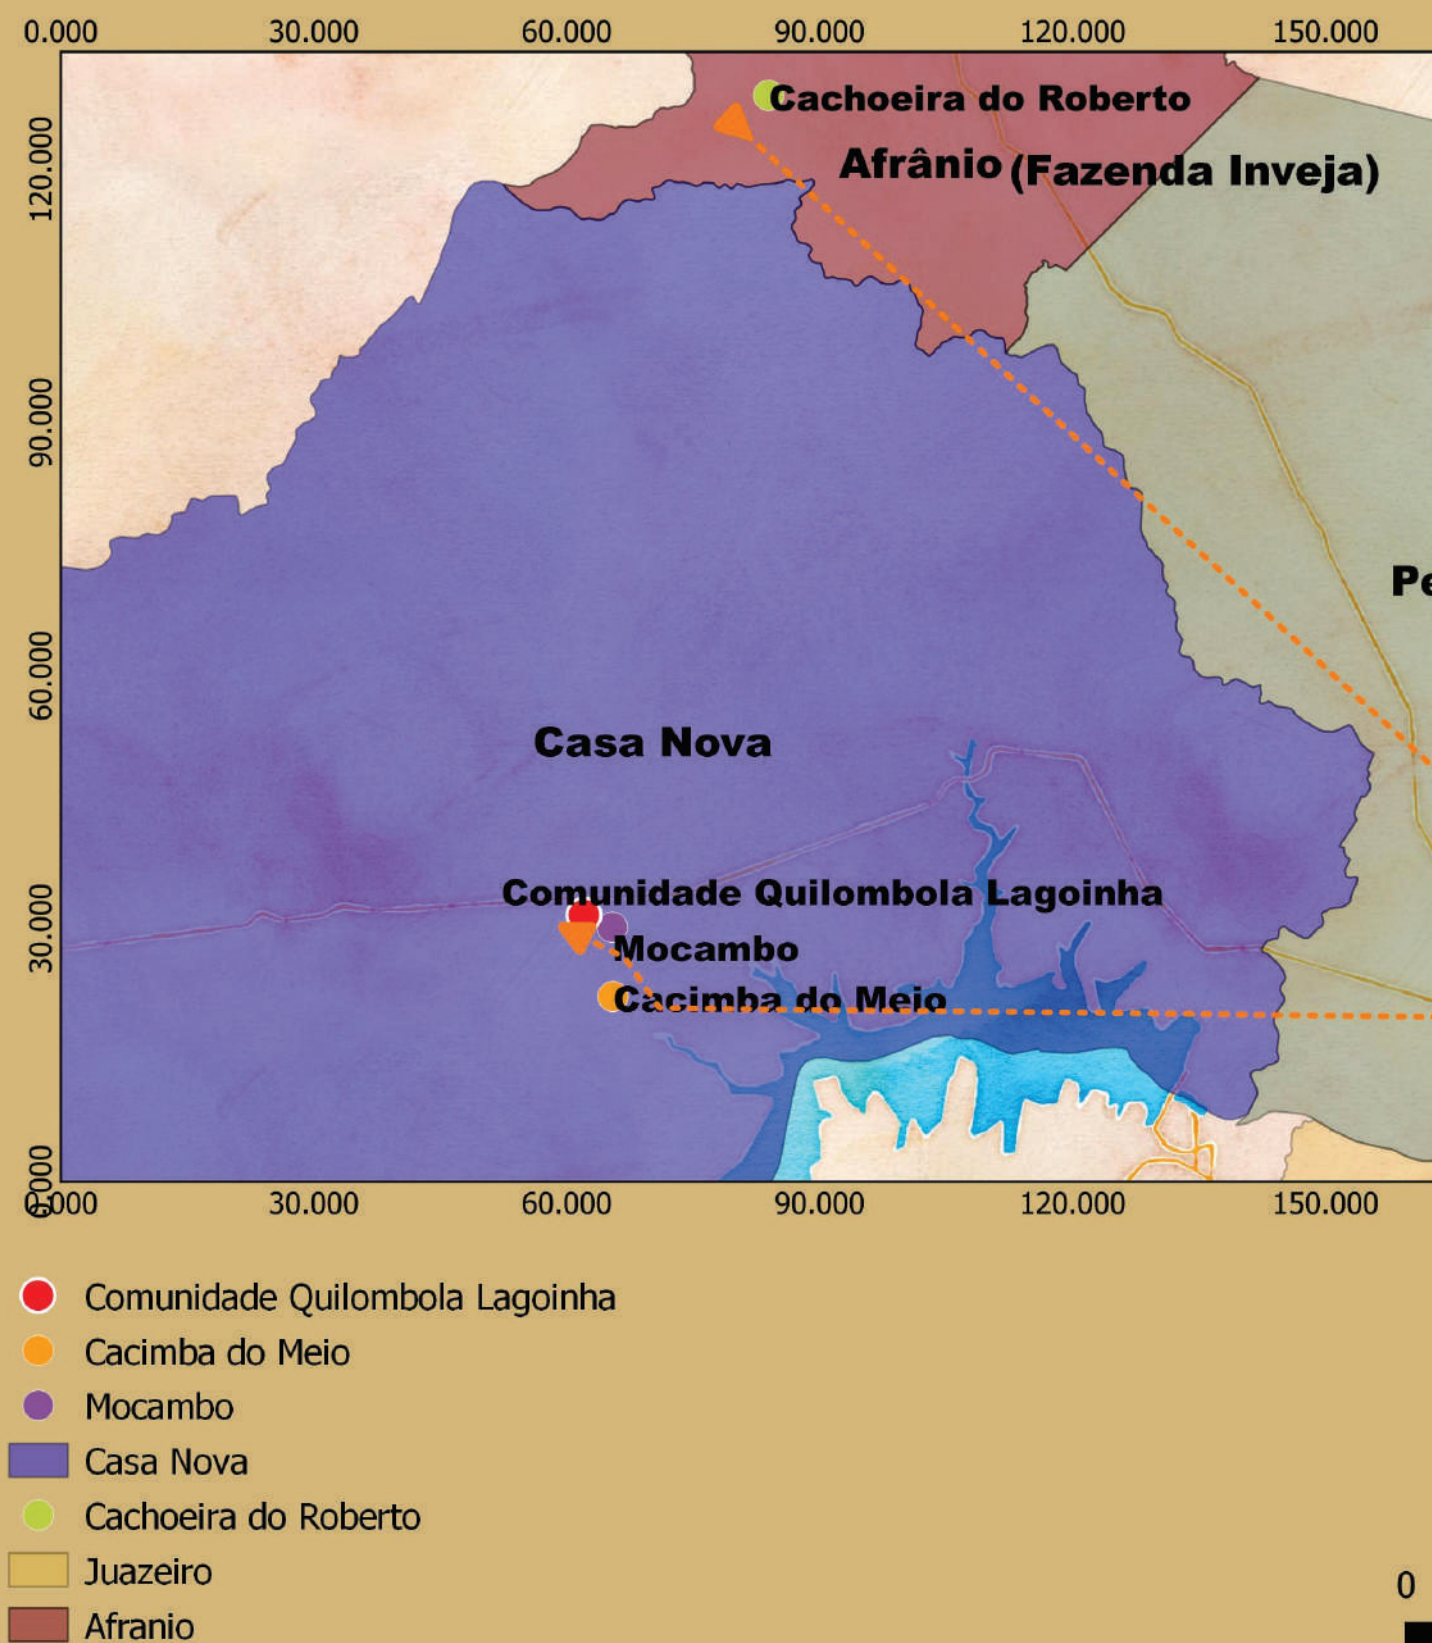 0.000 30.000 60.000 90.000 120.000 150.000
Cachoeira do Roberto
Afrânio (Fazenda Inveja)
120.000
90.000
Pe
60.000
Casa Nova
Comunidade Quilombola Lagoinha
30.000
Mocambo
Cacimba do Meio
0.000
0.000 30.000 60.000 90.000 120.000 150.000
Comunidade Quilombola Lagoinha
Cacimba do Meio
Mocambo
Casa Nova
Cachoeira do Roberto
Juazeiro
0
Afranio